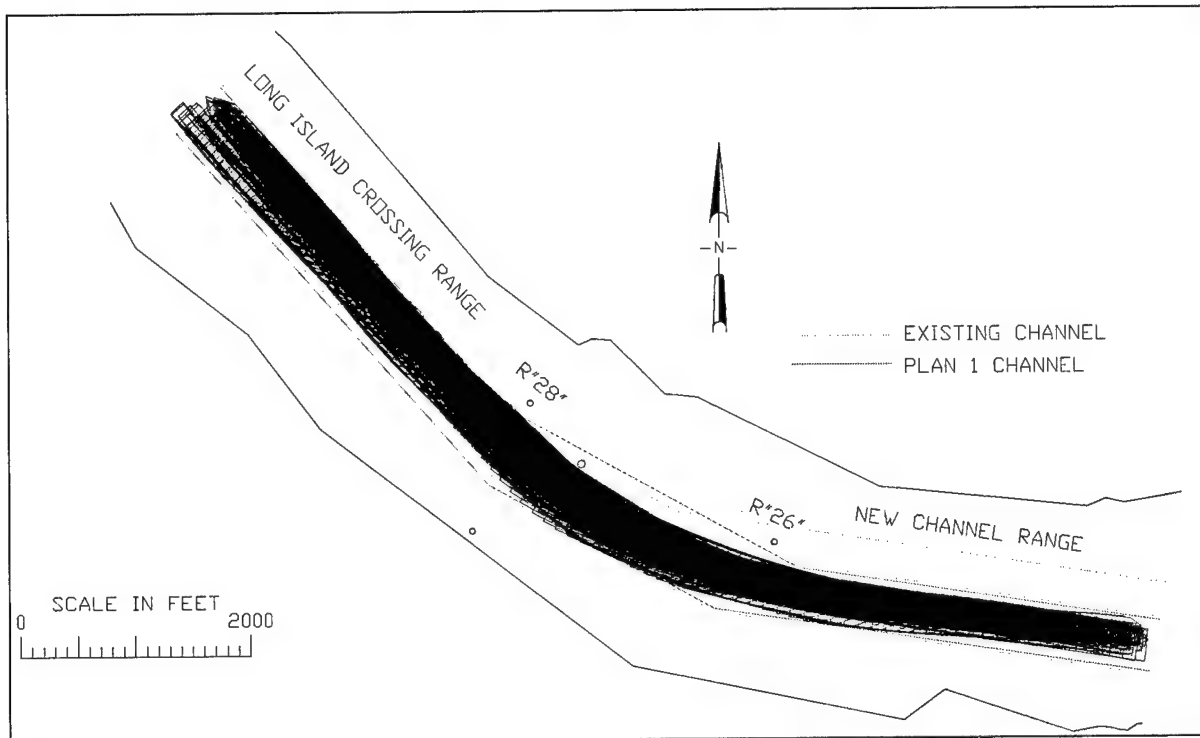 LONG ISLAND CROSSING RANGE
-N-
EXISTING CHANNEL
PLAN 1 CHANNEL
R"28"
R"26"
NEW CHANNEL RANGE
SCALE IN FEET
0 2000